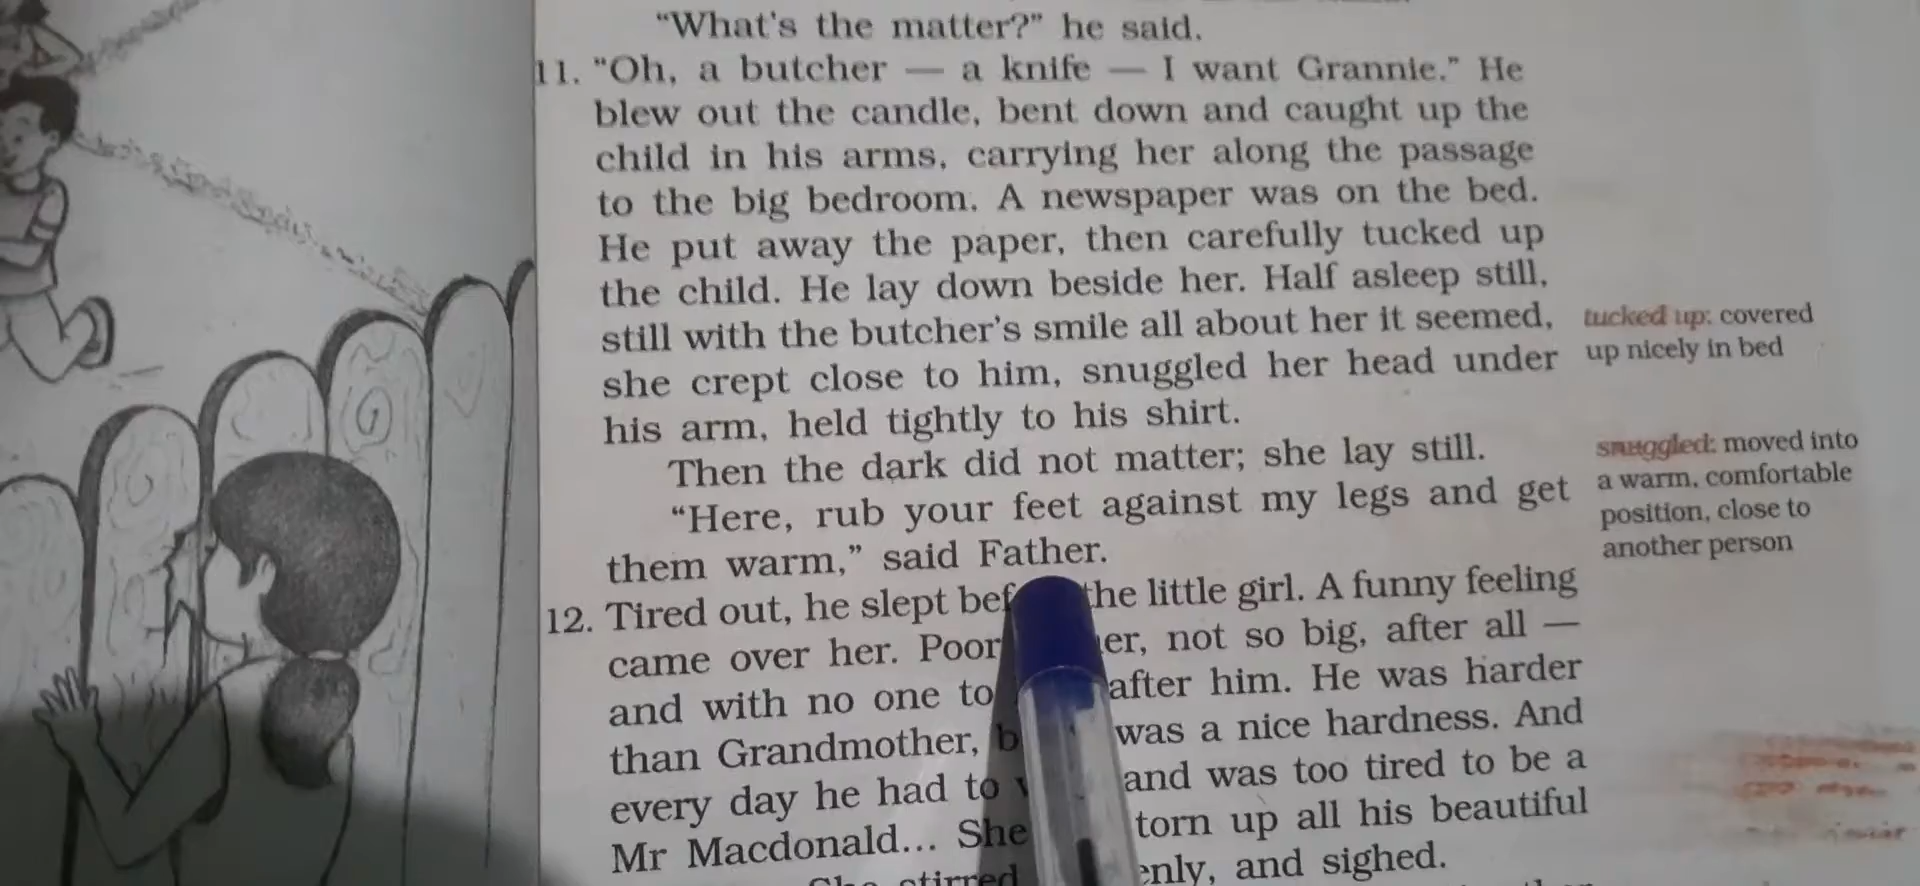 "What's the matter?" he said.
11. "Oh, a butcher — a knife — I want Grannie." He
blew out the candle, bent down and caught up the
child in his arms, carrying her along the passage
to the big bedroom. A newspaper was on the bed.
He put away the paper, then carefully tucked up
the child. He lay down beside her. Half asleep still,
still with the butcher's smile all about her it seemed,
she crept close to him, snuggled her head under
his arm, held tightly to his shirt.
Then the dark did not matter; she lay still.
"Here, rub your feet against my legs and get
them warm," said Father.
12. Tired out, he slept bef the little girl. A funny feeling
came over her. Poor er, not so big, after all —
and with no one to after him. He was harder
than Grandmother, b was a nice hardness. And
every day he had to and was too tired to be a
Mr Macdonald... She torn up all his beautiful
She stirred enly, and sighed.
tucked up: covered
up nicely in bed
snuggled: moved into
a warm, comfortable
position, close to
another person